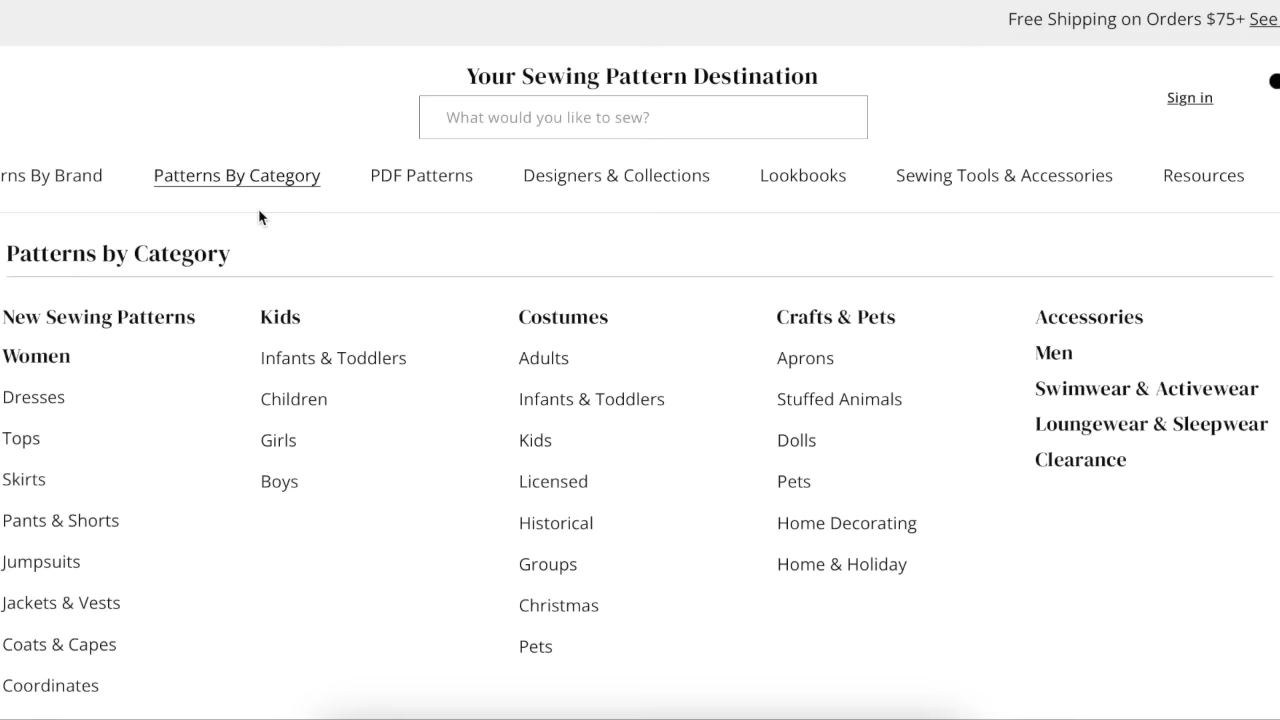 Free Shipping on Orders $75+ See
Your Sewing Pattern Destination
What would you like to sew?
Sign in
rns By Brand
Patterns By Category
PDF Patterns
Designers & Collections
Lookbooks
Sewing Tools & Accessories
Resources
Patterns by Category
New Sewing Patterns
Women
Dresses
Tops
Skirts
Pants & Shorts
Jumpsuits
Jackets & Vests
Coats & Capes
Coordinates
Kids
Infants & Toddlers
Children
Girls
Boys
Costumes
Adults
Infants & Toddlers
Kids
Licensed
Historical
Groups
Christmas
Pets
Crafts & Pets
Aprons
Stuffed Animals
Dolls
Pets
Home Decorating
Home & Holiday
Accessories
Men
Swimwear & Activewear
Loungewear & Sleepwear
Clearance